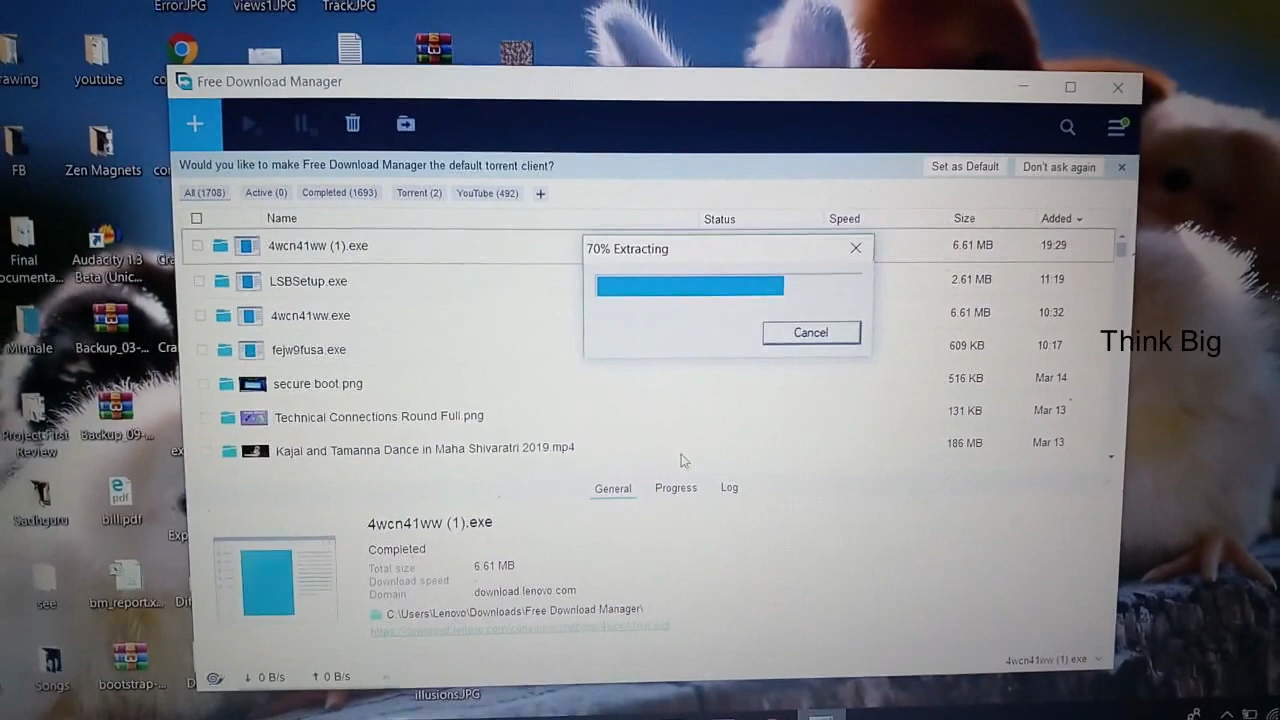 ErrorJPG
views1JPG
TrackJPG
rawing
youtube
Free Download Manager
Would you like to make Free Download Manager the default torrent client?
Set as Default
Don't ask again
All (1708)
Active (0)
Completed (1693)
Torrent (2)
YouTube (492)
Name
Status
Speed
Size
Added
4wcn41ww (1).exe
6.61 MB
19:29
70% Extracting
Cancel
LSBSetup.exe
2.61 MB
11:19
4wcn41ww.exe
6.61 MB
10:32
fejw9fusa.exe
609 KB
10:17
secure boot.png
516 KB
Mar 14
Technical Connections Round Full.png
131 KB
Mar 13
Kajal and Tamanna Dance in Maha Shivaratri 2019.mp4
186 MB
Mar 13
General
Progress
Log
4wcn41ww (1).exe
Completed
Total size
6.61 MB
Download speed
Domain
download.lenovo.com
C:\Users\Lenovo\Downloads\Free Download Manager\
4wcn41ww (1).exe
↓ 0 B/s
↑ 0 B/s
FB
Zen Magnets
Final
ocumenta...
Audacity 1.3
Beta (Unic...
Minnale
Backup_03-...
Project First
Review
Backup_09-...
Sadhguru
pdf
billipdf
see
bm_reportix...
Songs
bootstrap-...
illusions.JPG
Think Big